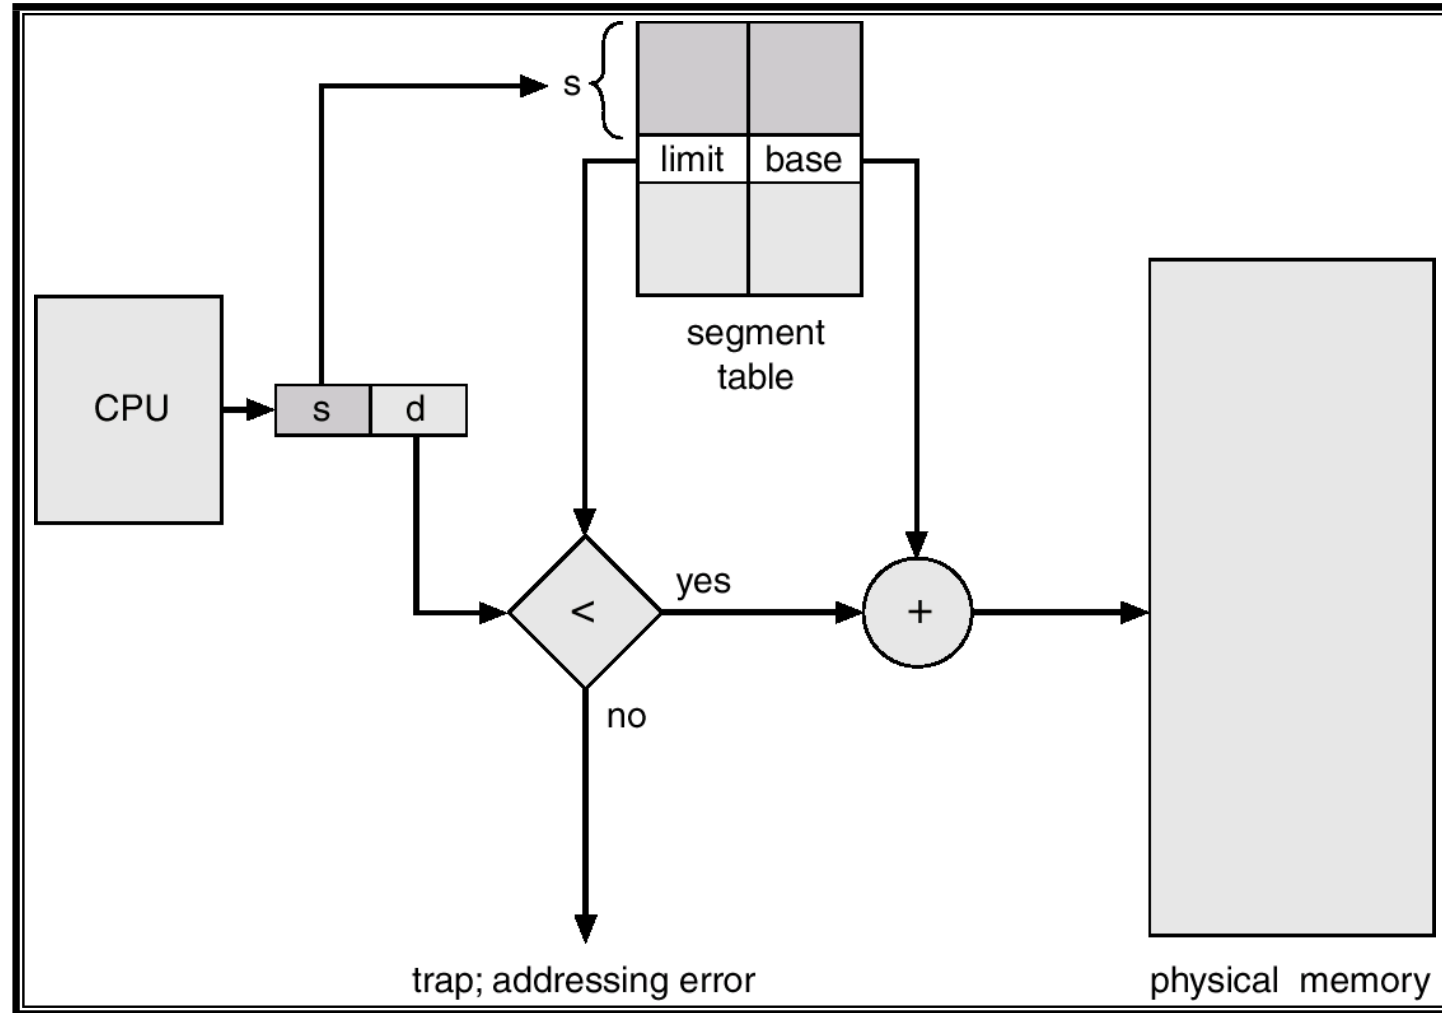 s
limit base
segment
table
CPU
s d
<
yes
+
no
trap; addressing error
physical memory